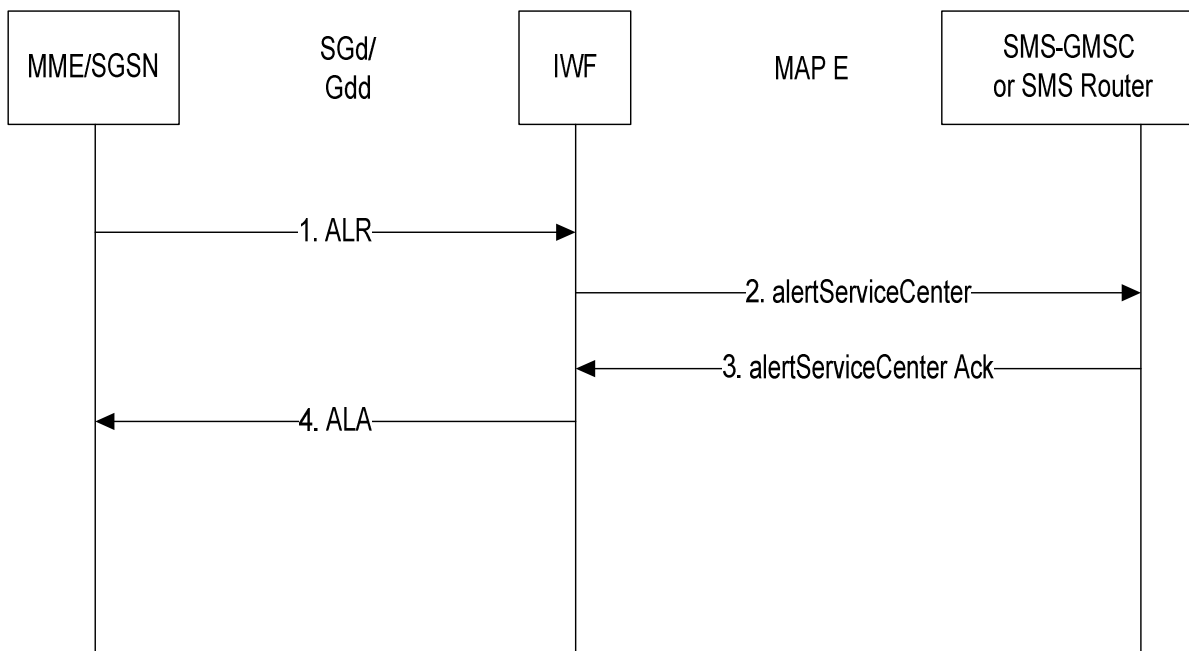 MME/SGSN
SGd/
Gdd
IWF
MAP E
SMS-GMSC
or SMS Router
1. ALR
2. alertServiceCenter
3. alertServiceCenter Ack
4. ALA